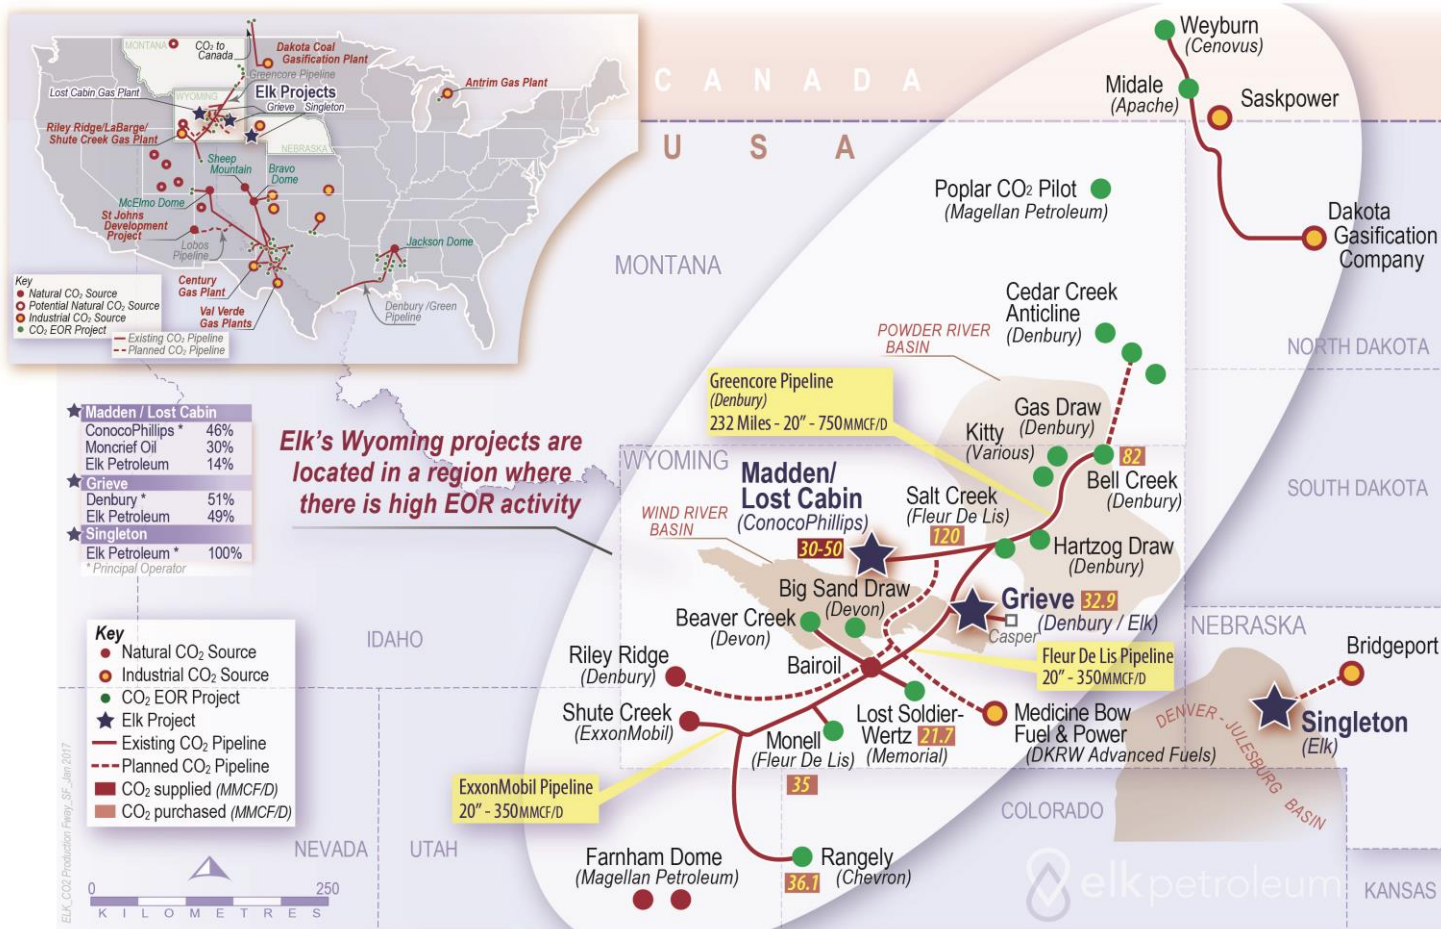 MONTANA
CO₂ to
Canada
Dakota Coal
Gasification Plant
Greencore Pipeline
Antrim Gas Plant
Lost Cabin Gas Plant
WYOMING
Elk Projects
Grieve
Singleton
Riley Ridge/LaBarge/
Shute Creek Gas Plant
NEBRASKA
Sheep
Mountain
Bravo
Dome
McElmo Dome
St Johns
Development
Project
Lobos
Pipeline
Jackson Dome
Century
Gas Plant
Val Verde
Gas Plants
Denbury /Green
Pipeline
Key
Natural CO₂ Source
Potential Natural CO₂ Source
Industrial CO₂ Source
CO₂ EOR Project
Existing CO₂ Pipeline
Planned CO₂ Pipeline
CANADA
USA
Weyburn
(Cenovus)
Midale
(Apache)
Saskpower
Poplar CO₂ Pilot
(Magellan Petroleum)
Dakota
Gasification
Company
MONTANA
Cedar Creek
Anticline
(Denbury)
POWDER RIVER
BASIN
NORTH DAKOTA
Greencore Pipeline
(Denbury)
232 Miles - 20" - 750MMCF/D
Madden / Lost Cabin
ConocoPhillips * 46%
Moncrief Oil 30%
Elk Petroleum 14%
Grieve
Denbury * 51%
Elk Petroleum 49%
Singleton
Elk Petroleum * 100%
* Principal Operator
Elk's Wyoming projects are
located in a region where
there is high EOR activity
Gas Draw
(Denbury)
Kitty
(Various)
82
Bell Creek
(Denbury)
SOUTH DAKOTA
WYOMING
Madden/
Lost Cabin
(ConocoPhillips)
30-50
Salt Creek
(Fleur De Lis)
120
WIND RIVER
BASIN
Hartzog Draw
(Denbury)
Big Sand Draw
(Devon)
Beaver Creek
(Devon)
Grieve 32.9
(Denbury / Elk)
Casper
Bairoil
Riley Ridge
(Denbury)
Fleur De Lis Pipeline
20" - 350MMCF/D
NEBRASKA
Bridgeport
Shute Creek
(ExxonMobil)
Monell
(Fleur De Lis)
35
Lost Soldier-
Wertz 21.7
(Memorial)
Medicine Bow
Fuel & Power
(DKRW Advanced Fuels)
Singleton
(Elk)
DENVER-JULESBURG BASIN
IDAHO
Key
Natural CO₂ Source
Industrial CO₂ Source
CO₂ EOR Project
Elk Project
Existing CO₂ Pipeline
Planned CO₂ Pipeline
CO₂ supplied (MMCF/D)
CO₂ purchased (MMCF/D)
ExxonMobil Pipeline
20" - 350MMCF/D
COLORADO
NEVADA
UTAH
Farnham Dome
(Magellan Petroleum)
Rangely
(Chevron)
36.1
elkpetroleum
KANSAS
0 250
KILOMETRES
ELK_CO2 Production Fway_SF_Jan 2017